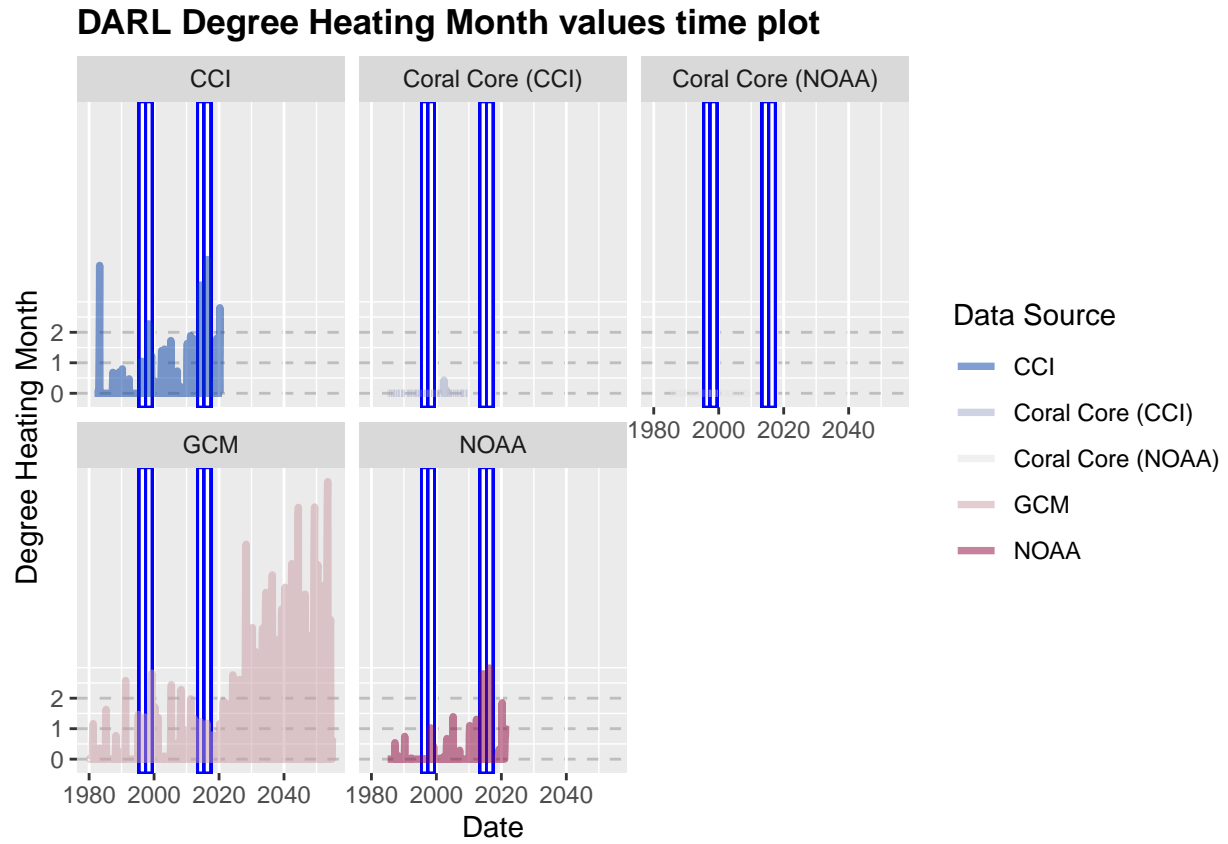 DARL Degree Heating Month values time plot
CCI
Coral Core (CCI)
Coral Core (NOAA)
2
1
0
1980 2000 2020 2040
GCM
NOAA
2
1
0
1980 2000 2020 2040
1980 2000 2020 2040
Degree Heating Month
Date
Data Source
CCI
Coral Core (CCI)
Coral Core (NOAA)
GCM
NOAA